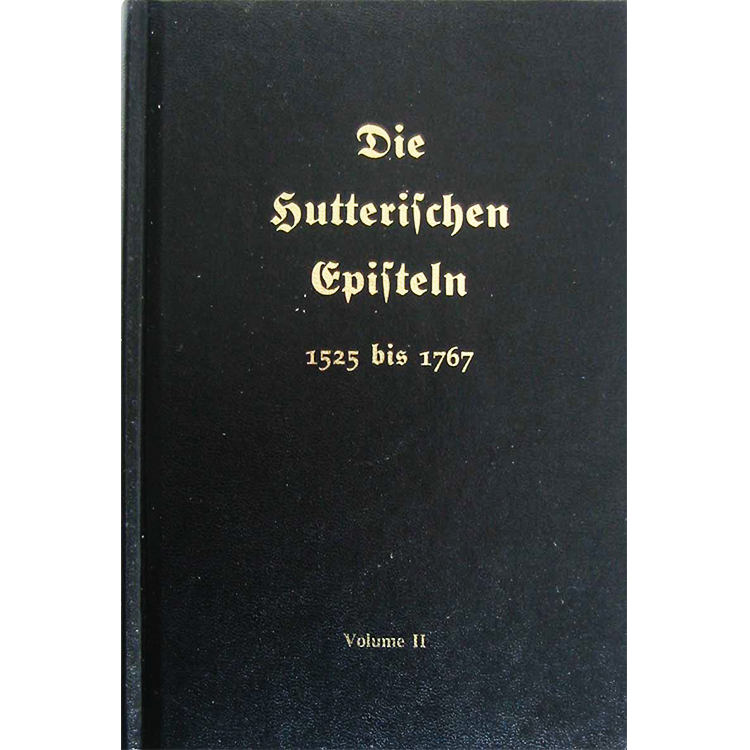 Die
Hutteriſchen
Epiſteln
1525 bis 1767
Volume II